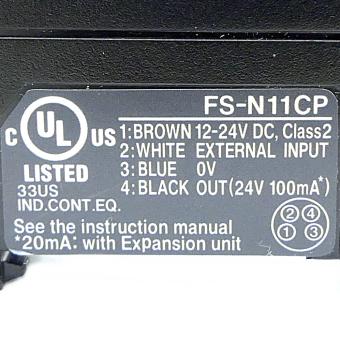 FS-N11CP
C UL US
LISTED
33US
IND.CONT.EQ.
1:BROWN 12-24V DC, Class2
2:WHITE EXTERNAL INPUT
3:BLUE 0V
4:BLACK OUT(24V 100mA*)
See the instruction manual
*20mA: with Expansion unit
② ④
① ③